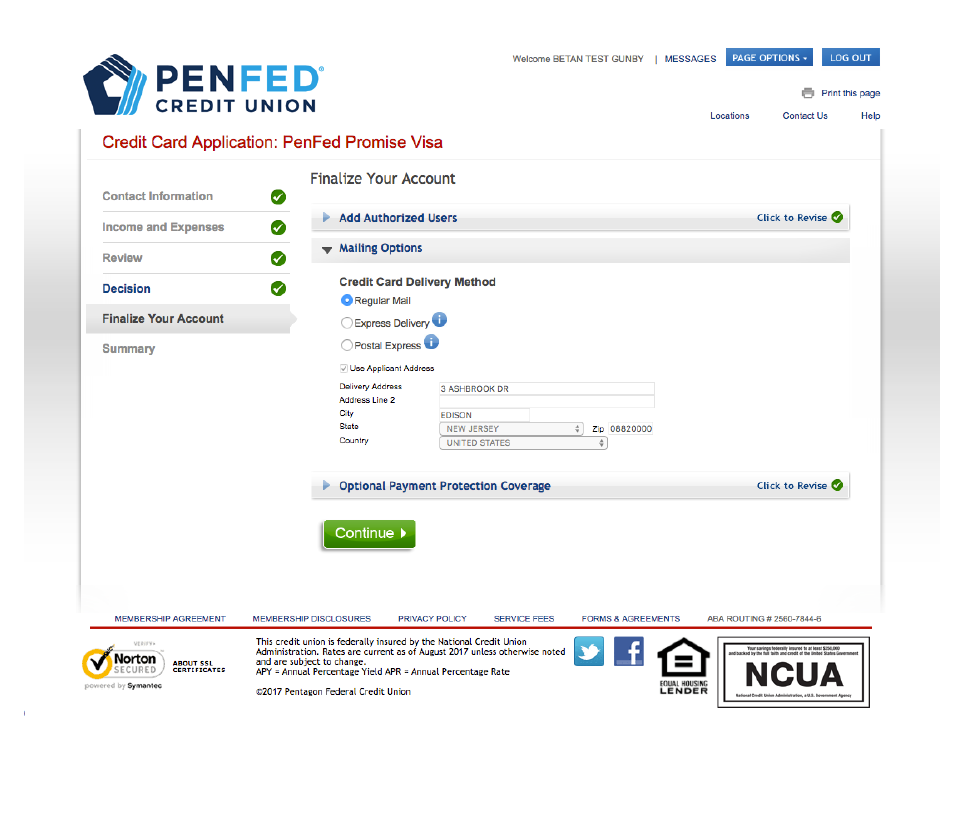 PENFED®
CREDIT UNION
Welcome BETAN TEST GUNBY | MESSAGES PAGE OPTIONS LOG OUT
Print this page
Locations Contact Us Help
Credit Card Application: PenFed Promise Visa
Contact Information
Income and Expenses
Review
Decision
Finalize Your Account
Summary
Finalize Your Account
Add Authorized Users Click to Revise
Mailing Options
Credit Card Delivery Method
Regular Mail
Express Delivery i
Postal Express i
Use Applicant Address
Delivery Address 3 ASHBROOK DR
Address Line 2
City EDISON
State NEW JERSEY Zip 08820000
Country UNITED STATES
Optional Payment Protection Coverage Click to Revise
Continue
MEMBERSHIP AGREEMENT MEMBERSHIP DISCLOSURES PRIVACY POLICY SERVICE FEES FORMS & AGREEMENTS ABA ROUTING # 2560-7844-6
VERIFY
Norton
SECURED
powered by Symantec
ABOUT SSL
CERTIFICATES
This credit union is federally insured by the National Credit Union
Administration. Rates are current as of August 2017 unless otherwise noted
and are subject to change.
APY = Annual Percentage Yield APR = Annual Percentage Rate
©2017 Pentagon Federal Credit Union
EQUAL HOUSING
LENDER
Your savings federally insured to at least $250,000
and backed by the full faith and credit of the United States Government
NCUA
National Credit Union Administration, a U.S. Government Agency